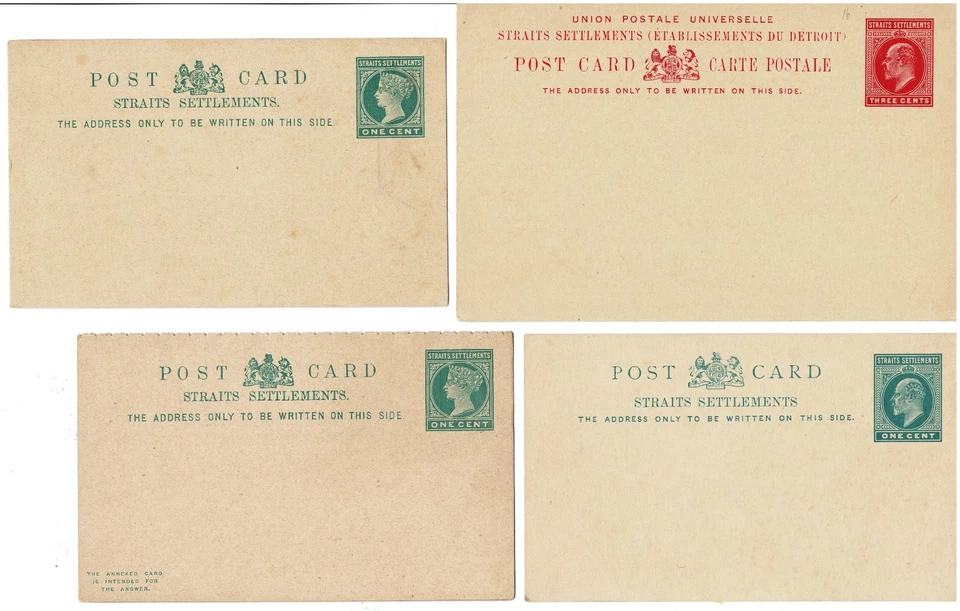 POST CARD
STRAITS SETTLEMENTS.
THE ADDRESS ONLY TO BE WRITTEN ON THIS SIDE.
STRAITS SETTLEMENTS
ONE CENT
UNION POSTALE UNIVERSELLE
STRAITS SETTLEMENTS (ÉTABLISSEMENTS DU DETROIT)
POST CARD CARTE POSTALE
THE ADDRESS ONLY TO BE WRITTEN ON THIS SIDE.
16
STRAITS SETTLEMENTS
THREE CENTS
POST CARD
STRAITS SETTLEMENTS.
THE ADDRESS ONLY TO BE WRITTEN ON THIS SIDE.
STRAITS SETTLEMENTS
ONE CENT
THE ANNEXED CARD
IS INTENDED FOR
THE ANSWER.
POST CARD
STRAITS SETTLEMENTS
THE ADDRESS ONLY TO BE WRITTEN ON THIS SIDE.
STRAITS SETTLEMENTS
ONE CENT